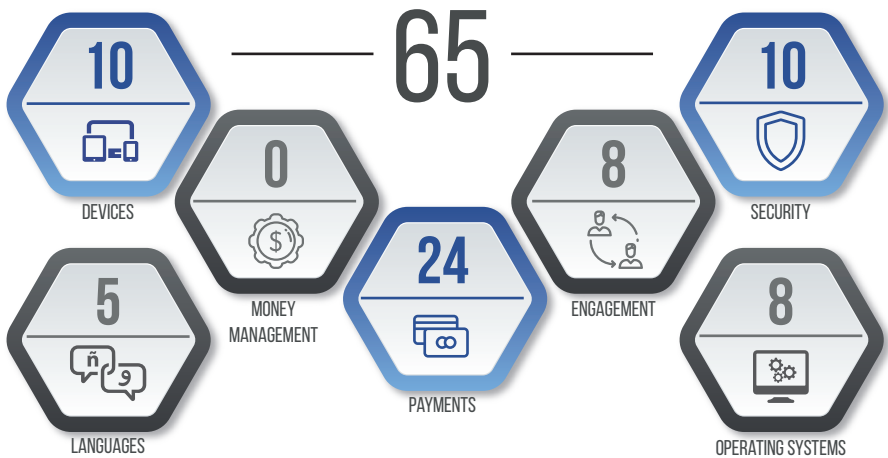 65
10
DEVICES
10
SECURITY
0
MONEY
MANAGEMENT
8
ENGAGEMENT
24
PAYMENTS
5
ñ
و
LANGUAGES
8
OPERATING SYSTEMS
$